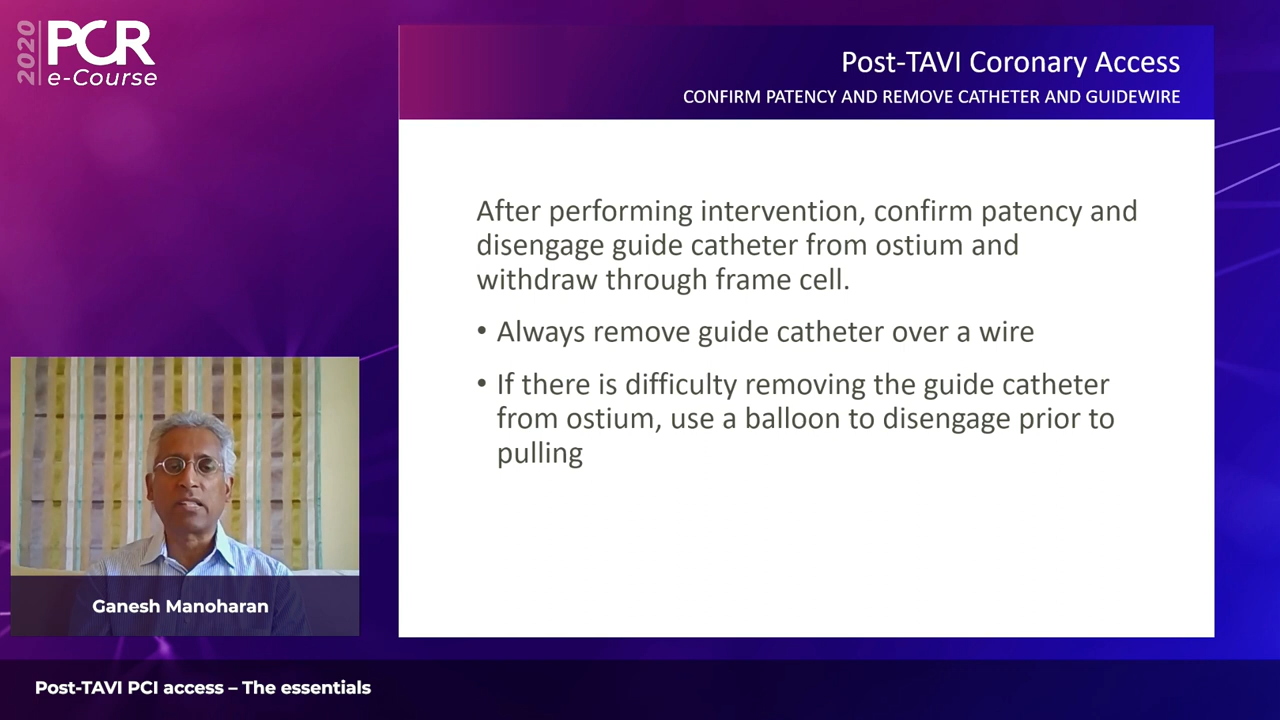 2020
PCR
e-Course
Post-TAVI Coronary Access
CONFIRM PATENCY AND REMOVE CATHETER AND GUIDEWIRE
After performing intervention, confirm patency and
disengage guide catheter from ostium and
withdraw through frame cell.
• Always remove guide catheter over a wire
• If there is difficulty removing the guide catheter
from ostium, use a balloon to disengage prior to
pulling
Ganesh Manoharan
Post-TAVI PCI access – The essentials